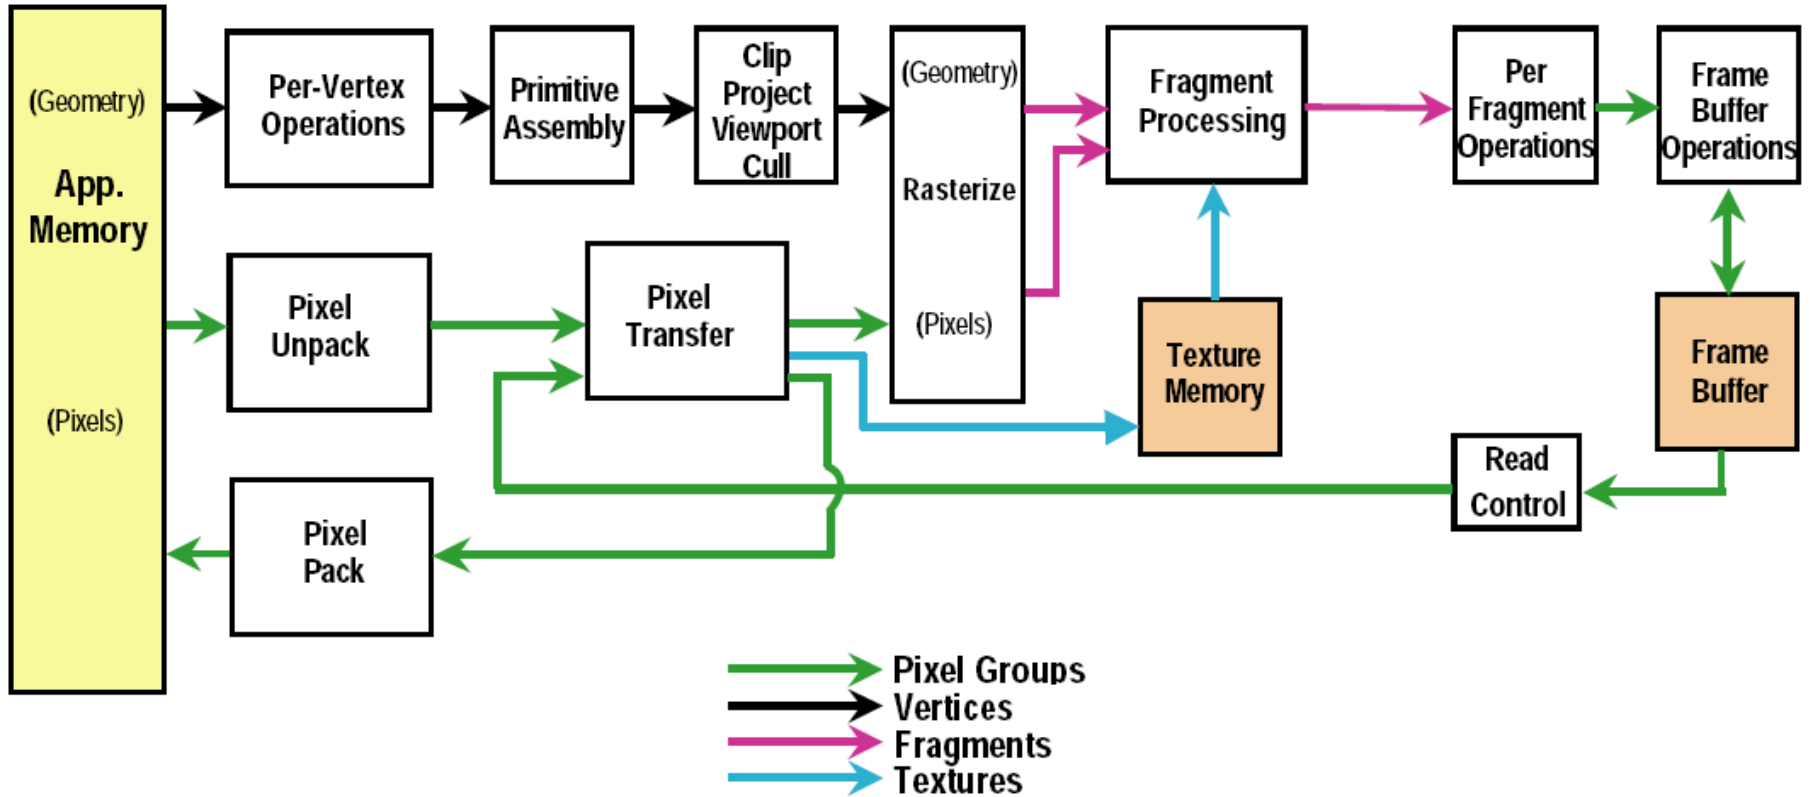 (Geometry)
App.
Memory
(Pixels)
Per-Vertex
Operations
Primitive
Assembly
Clip
Project
Viewport
Cull
(Geometry)
Rasterize
(Pixels)
Fragment
Processing
Per
Fragment
Operations
Frame
Buffer
Operations
Pixel
Unpack
Pixel
Transfer
Texture
Memory
Frame
Buffer
Read
Control
Pixel
Pack
Pixel Groups
Vertices
Fragments
Textures